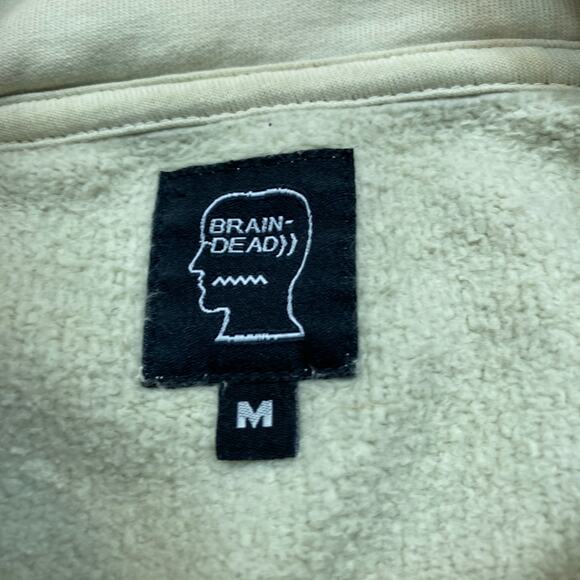 BRAIN-
DEAD))
M